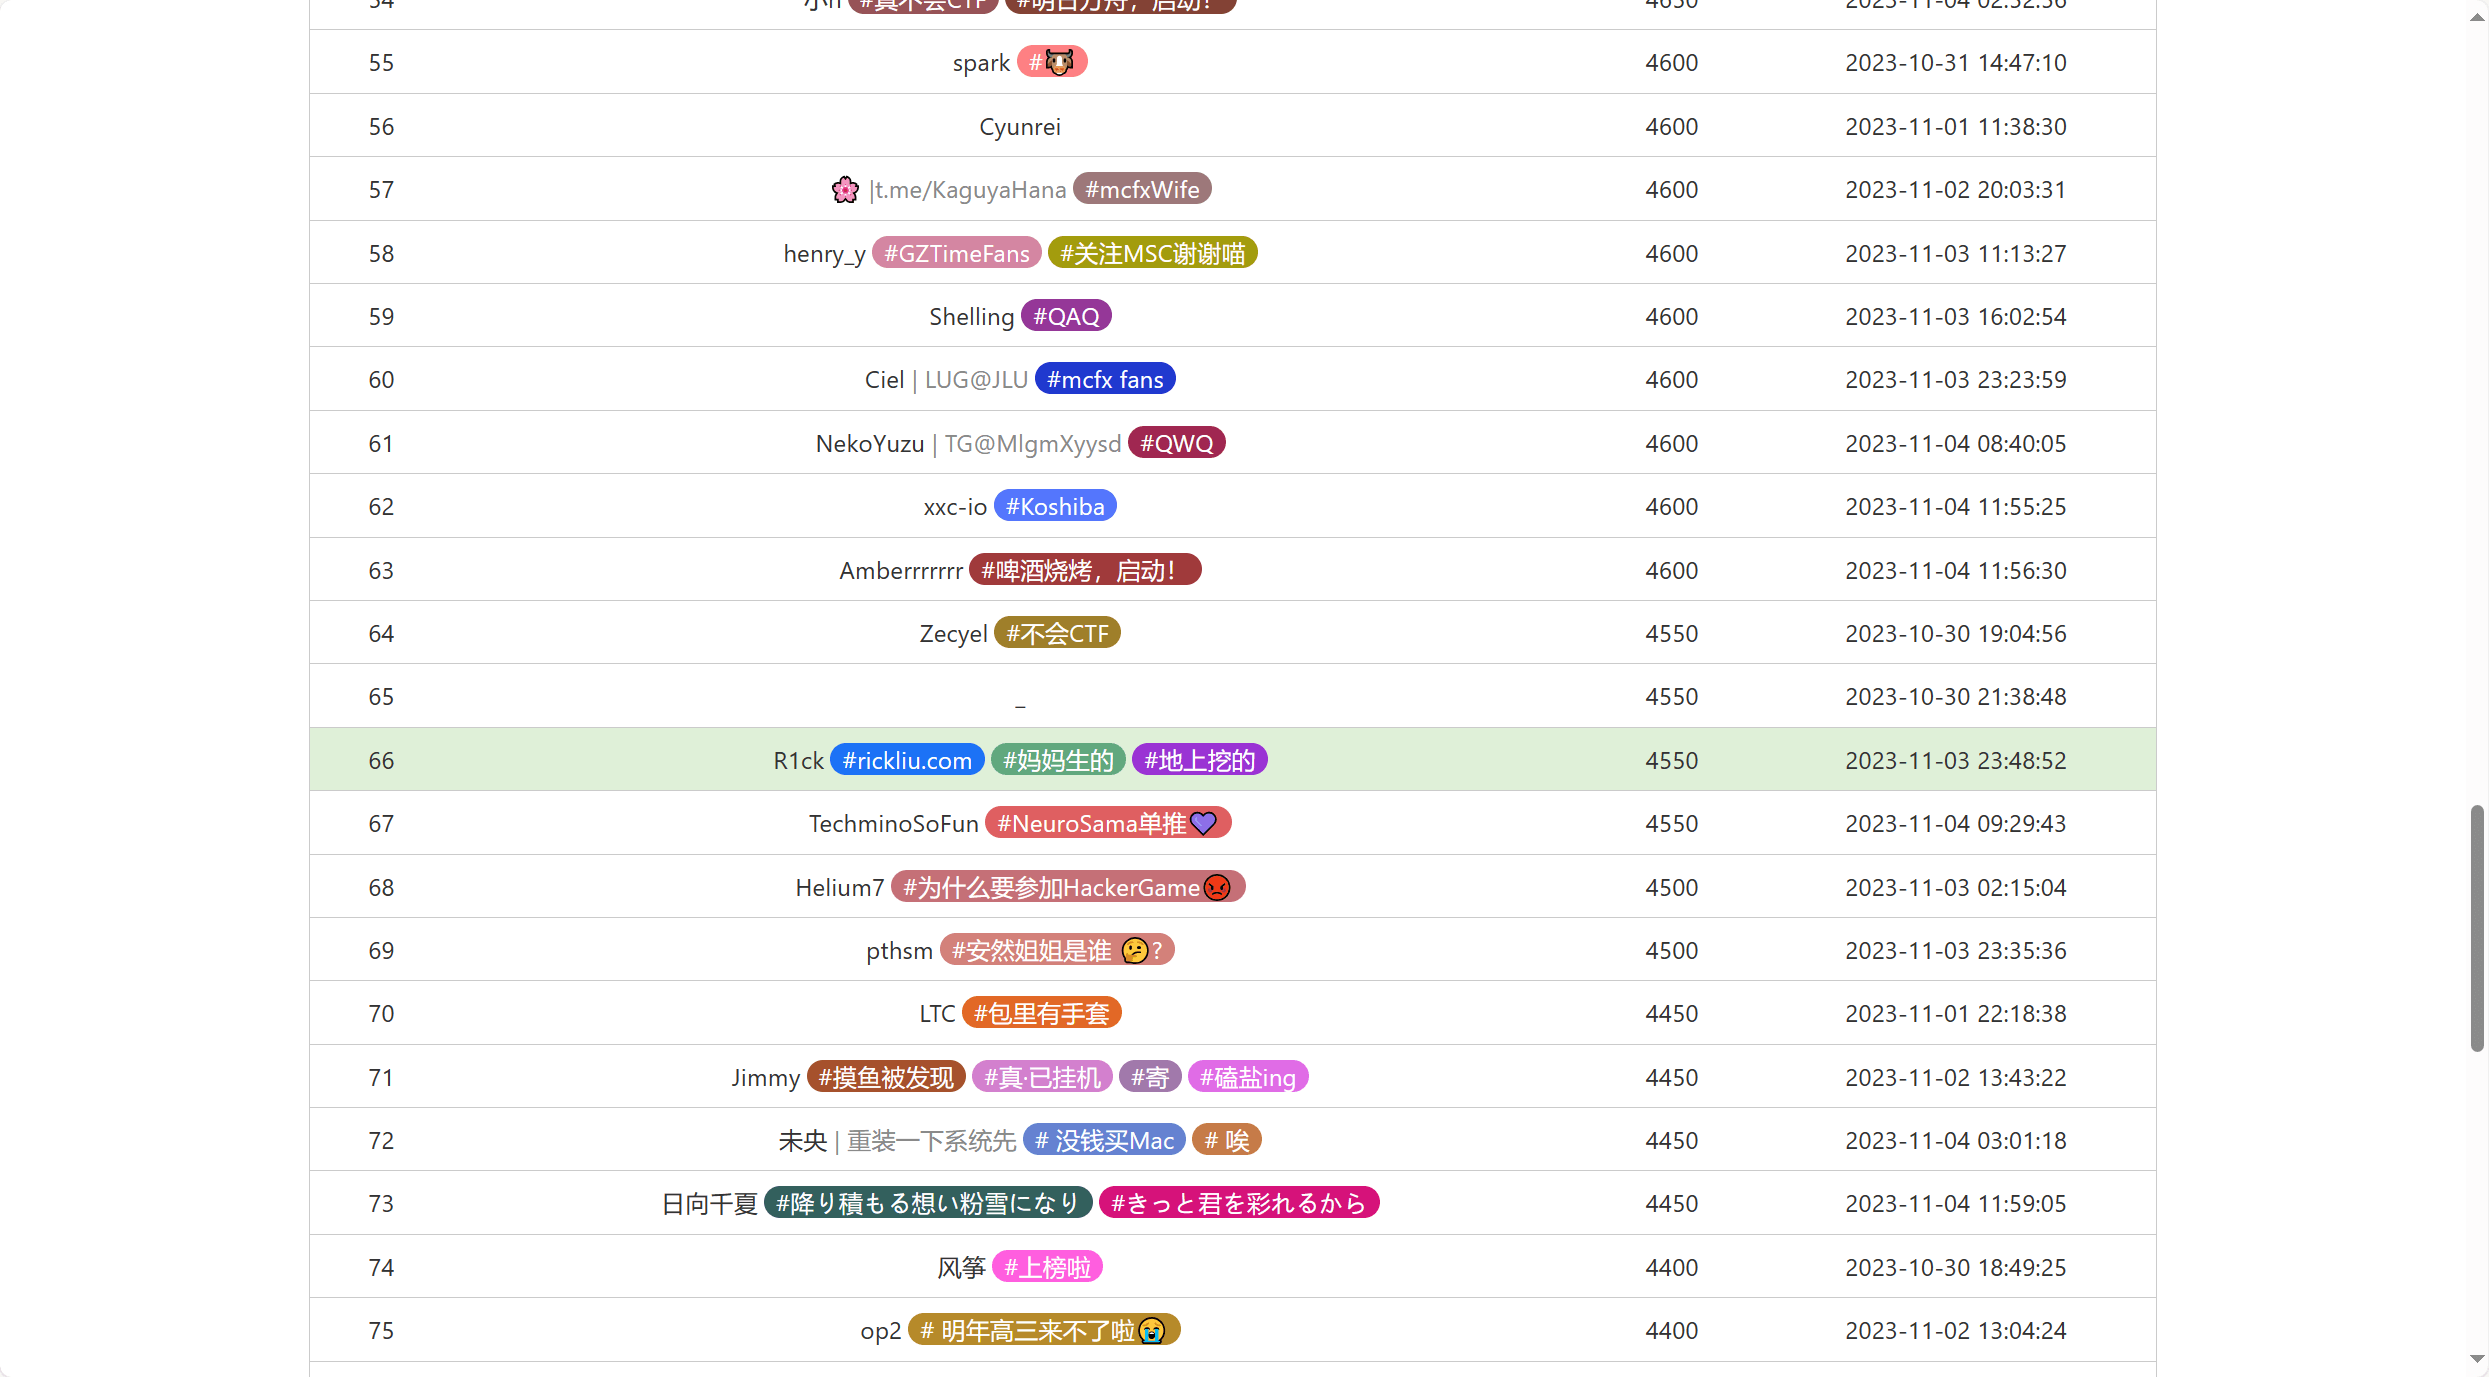 54 小n #真不会CTF #明日方舟，启动！ 4650 2023-11-04 02:52:56
55 spark #🐮 4600 2023-10-31 14:47:10
56 Cyunrei 4600 2023-11-01 11:38:30
57 🌸 |t.me/KaguyaHana #mcfxWife 4600 2023-11-02 20:03:31
58 henry_y #GZTimeFans #关注MSC谢谢喵 4600 2023-11-03 11:13:27
59 Shelling #QAQ 4600 2023-11-03 16:02:54
60 Ciel | LUG@JLU #mcfx fans 4600 2023-11-03 23:23:59
61 NekoYuzu | TG@MlgmXyysd #QWQ 4600 2023-11-04 08:40:05
62 xxc-io #Koshiba 4600 2023-11-04 11:55:25
63 Amberrrrrrr #啤酒烧烤，启动！ 4600 2023-11-04 11:56:30
64 Zecyel #不会CTF 4550 2023-10-30 19:04:56
65 _ 4550 2023-10-30 21:38:48
66 R1ck #rickliu.com #妈妈生的 #地上挖的 4550 2023-11-03 23:48:52
67 TechminoSoFun #NeuroSama单推💜 4550 2023-11-04 09:29:43
68 Helium7 #为什么要参加HackerGame😡 4500 2023-11-03 02:15:04
69 pthsm #安然姐姐是谁 🤔? 4500 2023-11-03 23:35:36
70 LTC #包里有手套 4450 2023-11-01 22:18:38
71 Jimmy #摸鱼被发现 #真·已挂机 #寄 #磕盐ing 4450 2023-11-02 13:43:22
72 未央 | 重装一下系统先 # 没钱买Mac # 唉 4450 2023-11-04 03:01:18
73 日向千夏 #降り積もる想い粉雪になり #きっと君を彩れるから 4450 2023-11-04 11:59:05
74 风筝 #上榜啦 4400 2023-10-30 18:49:25
75 op2 # 明年高三来不了啦😭 4400 2023-11-02 13:04:24